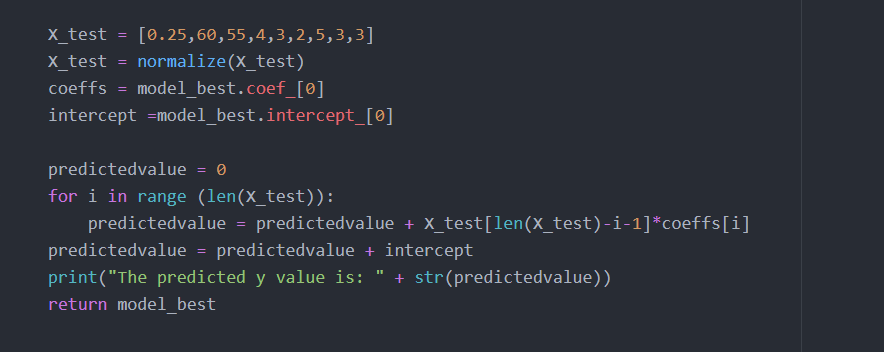 X_test = [0.25,60,55,4,3,2,5,3,3]
X_test = normalize(X_test)
coeffs = model_best.coef_[0]
intercept =model_best.intercept_[0]
predictedvalue = 0
for i in range (len(X_test)):
predictedvalue = predictedvalue + X_test[len(X_test)-i-1]*coeffs[i]
predictedvalue = predictedvalue + intercept
print("The predicted y value is: " + str(predictedvalue))
return model_best